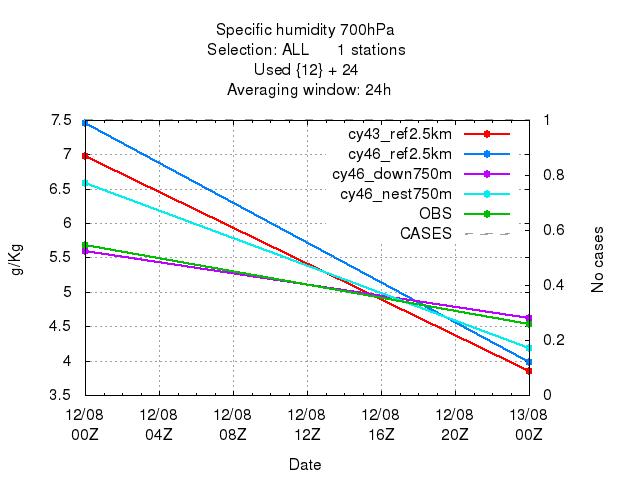 Specific humidity 700hPa
Selection: ALL 1 stations
Used {12} + 24
Averaging window: 24h
7.5
7
6.5
6
5.5
5
4.5
4
3.5
g/Kg
1
0.8
0.6
0.4
0.2
0
No cases
cy43_ref2.5km
cy46_ref2.5km
cy46_down750m
cy46_nest750m
OBS
CASES
12/08 12/08 12/08 12/08 12/08 12/08 13/08
00Z 04Z 08Z 12Z 16Z 20Z 00Z
Date